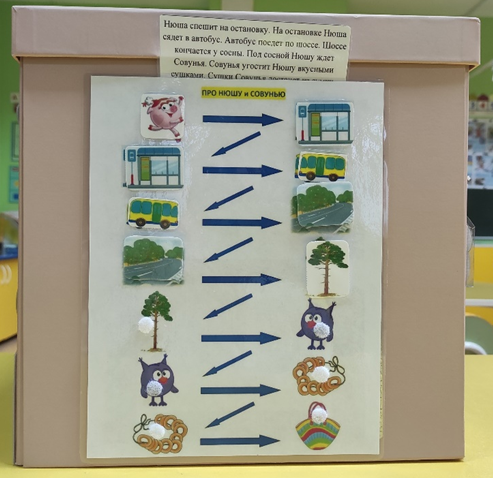 Нюша спешит на остановку. На остановке Нюша
сядет в автобус. Автобус поедет по шоссе. Шоссе
кончается у сосны. Под сосной Нюшу ждет
Совунья. Совунья угостит Нюшу вкусными
сушками. Сушки Совунья
ПРО НЮШУ и СОВУНЬЮ